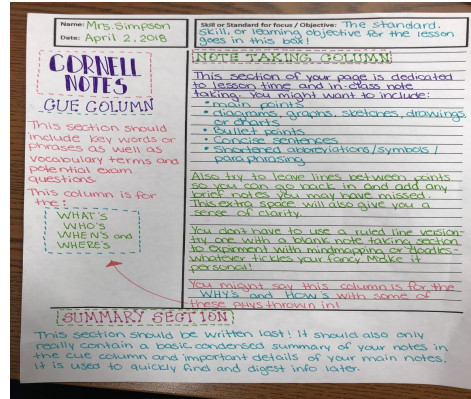 Name: Mrs. Simpson
Date: April 2, 2018
Skill or Standard for focus / Objective: The standard,
skill, or learning objective for the lesson
goes in this box!
CORNELL
NOTES
CUE COLUMN
This section should
include key words or
phrases as well as
vocabulary terms and
potential exam
questions.
This column is for
the:
WHAT'S
WHO'S
WHEN'S and
WHERE'S
NOTE TAKING COLUMN
This section of your page is dedicated
to lesson time and in-class note
taking. You might want to include:
• main points
• diagrams, graphs, sketches, drawings
or charts
• Bullet points
• Concise sentences
• Shortened abbreviations/symbols/
paraphrasing
Also try to leave lines between points
so you can go back in and add any
brief notes you may have missed.
This extra space will also give you a
sense of clarity.
You don't have to use a ruled line version-
try one with a blank note taking section
to expirment with mindmapping or doodles-
whatever tickles your fancy. Make it
personal!
You might say this column is for the
WHY's and HOW's with some of
these guys thrown in!
SUMMARY SECTION
This section should be written last! It should also only
really contain a basic condensed summary of your notes in
the cue column and important details of your main notes.
It is used to quickly find and digest info later.